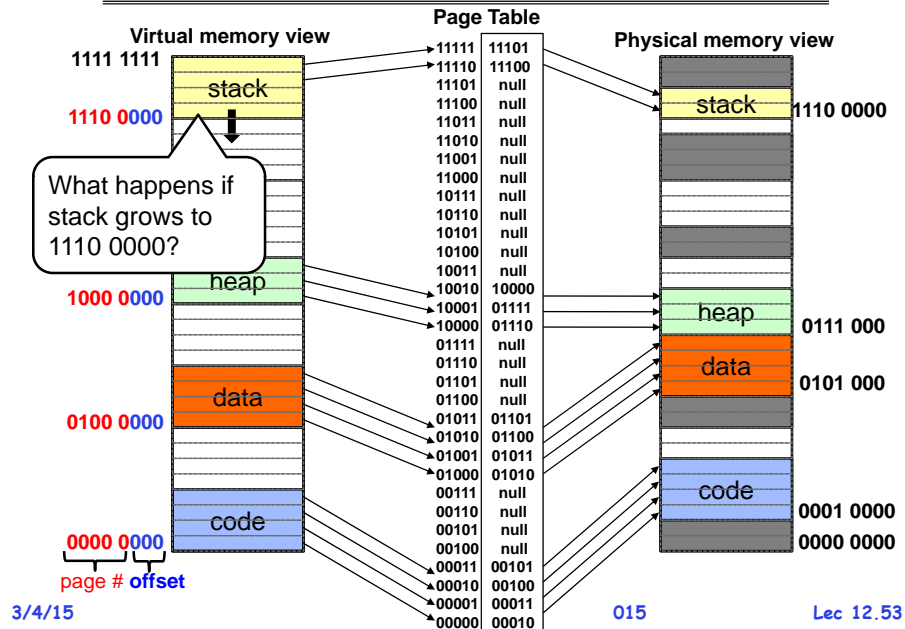 Page Table
Virtual memory view
Physical memory view
1111 1111
stack
1110 0000
What happens if
stack grows to
1110 0000?
heap
1000 0000
data
0100 0000
code
0000 0000
page # offset
11111 11101
11110 11100
11101 null
11100 null
11011 null
11010 null
11001 null
11000 null
10111 null
10110 null
10101 null
10100 null
10011 null
10010 10000
10001 01111
10000 01110
01111 null
01110 null
01101 null
01100 null
01011 01101
01010 01100
01001 01011
01000 01010
00111 null
00110 null
00101 null
00100 null
00011 00101
00010 00100
00001 00011
00000 00010
stack
1110 0000
heap
0111 000
data
0101 000
code
0001 0000
0000 0000
3/4/15
015
Lec 12.53